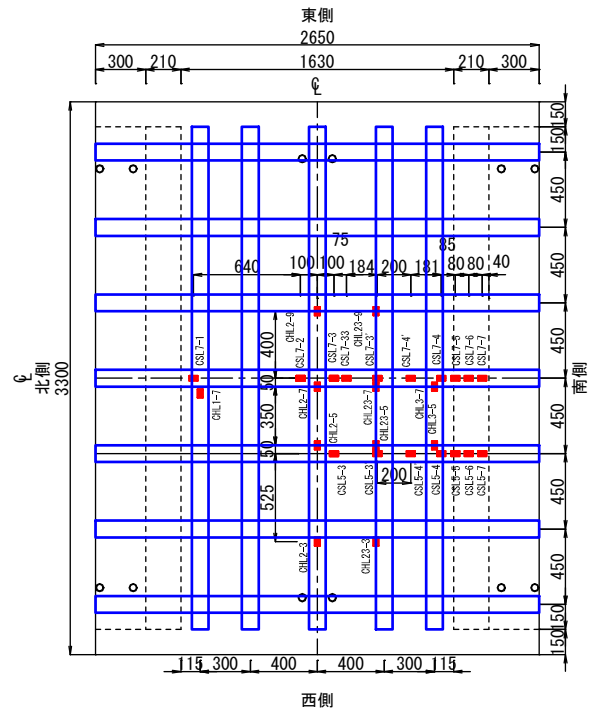 東側
2650
300 210 1630 210 300
℄
150
150
450
450
75 85
640 100 100 184 200 181 80 80 40
450
CHL2-9 CHL23-9
400
CSL7-1 CSL7-2 CSL7-3 CSL7-33 CSL7-3' CSL7-4' CSL7-4 CSL7-5 CSL7-6 CSL7-7
℄
北側
3300
南側
50
CHL1-7 CHL2-7 CHL23-7 CHL3-7
350
450
CHL2-5 CHL23-5 CHL3-5
50
CSL5-3 CSL5-3' CSL5-4' CSL5-4 CSL5-5 CSL5-6 CSL5-7
200
525
450
CHL2-3 CHL23-3
450
150
150
115 300 400 400 300 115
西側